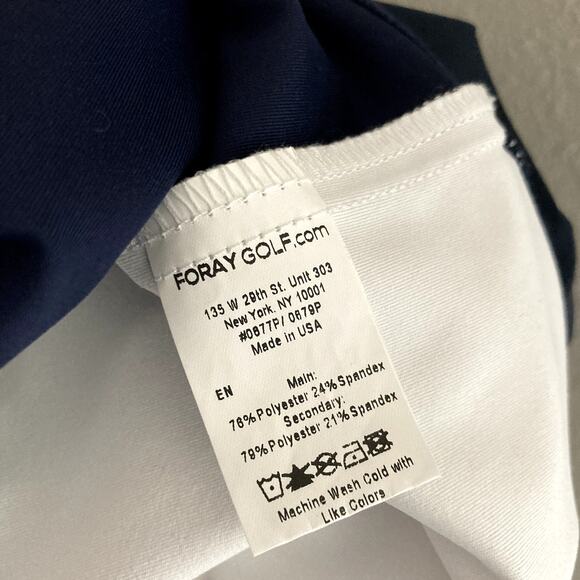 FORAY GOLF.com
135 W 29th St. Unit 303
New York, NY 10001
#0877P/ 0879P
Made in USA
EN
Main:
76% Polyester 24% Spandex
Secondary:
79% Polyester 21% Spandex
Machine Wash Cold with
Like Colors